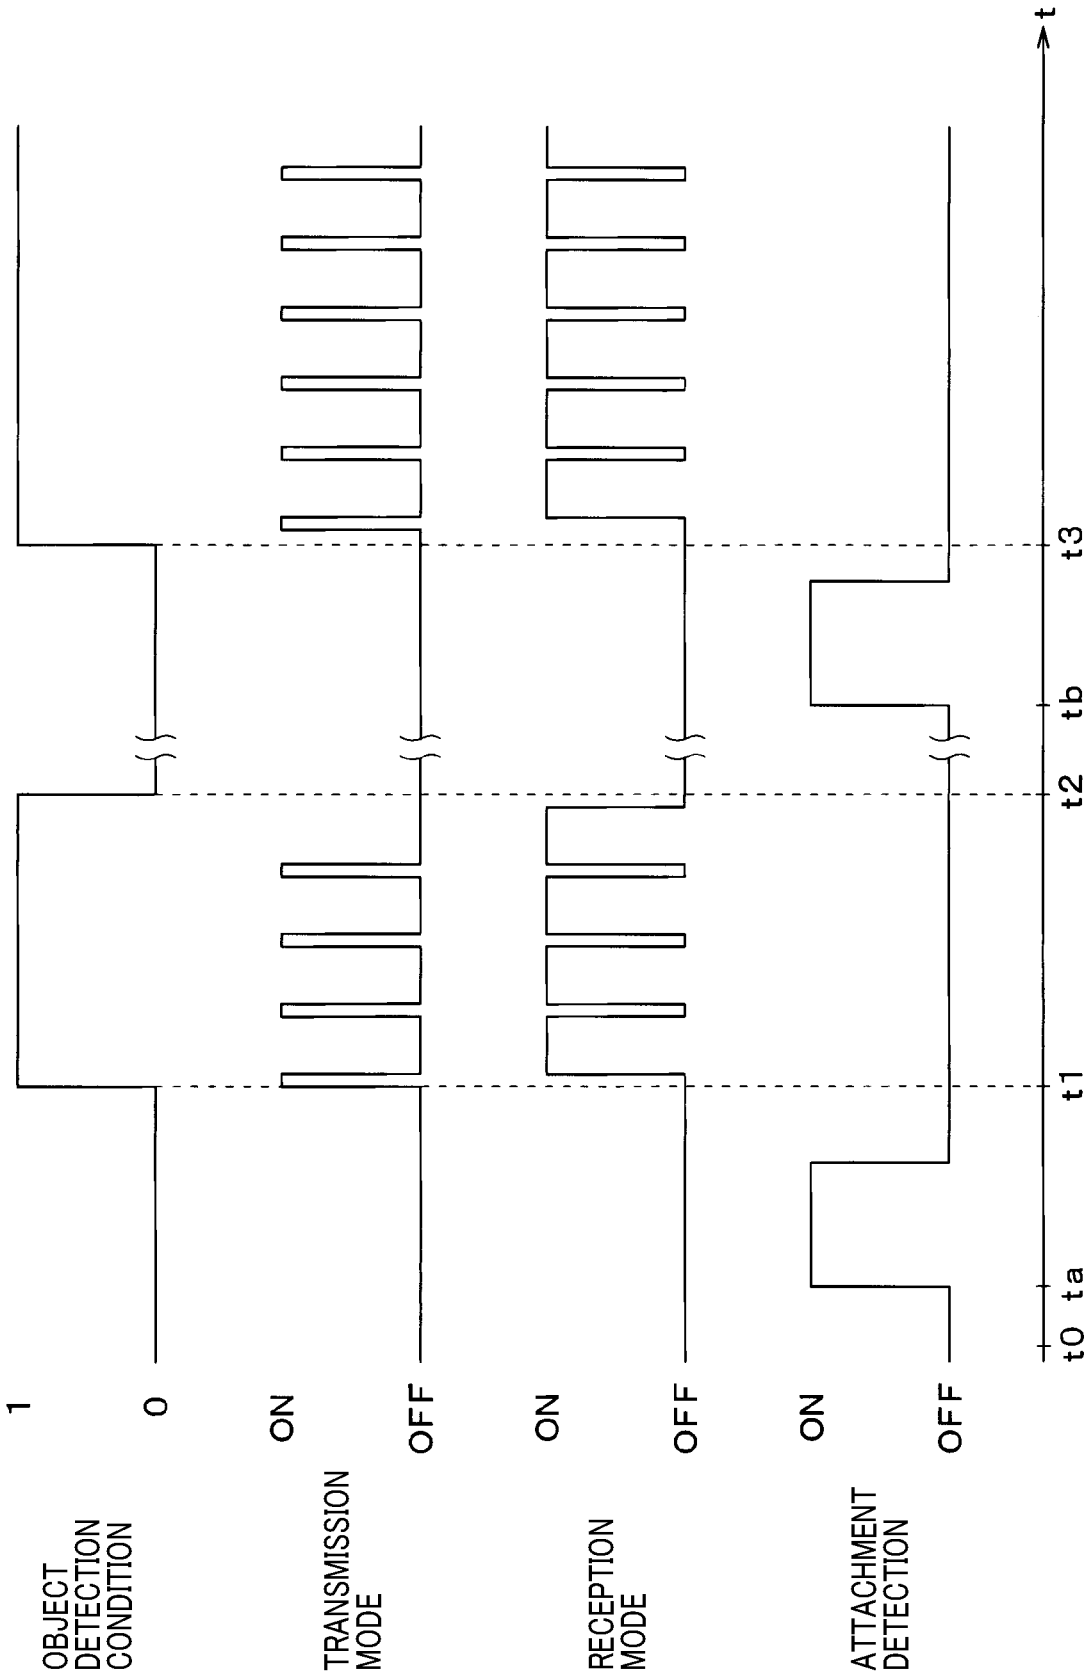 OBJECT
DETECTION
CONDITION
1
0
TRANSMISSION
MODE
ON
OFF
RECEPTION
MODE
ON
OFF
ATTACHMENT
DETECTION
ON
OFF
t0 ta t1 t2 tb t3 t